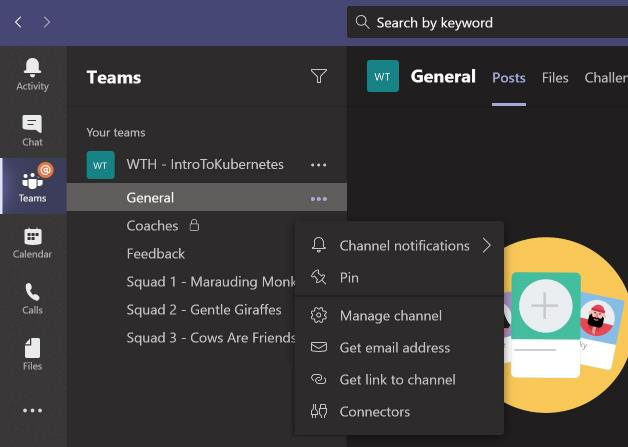 Search by keyword
Activity
Chat
@
Teams
Calendar
Calls
Files
...
Teams
Your teams
WT WTH - IntroToKubernetes ...
General ...
Coaches
Feedback
Squad 1 - Marauding Monk
Squad 2 - Gentle Giraffes
Squad 3 - Cows Are Friends
WT General Posts Files Challen
Channel notifications
Pin
Manage channel
Get email address
Get link to channel
Connectors